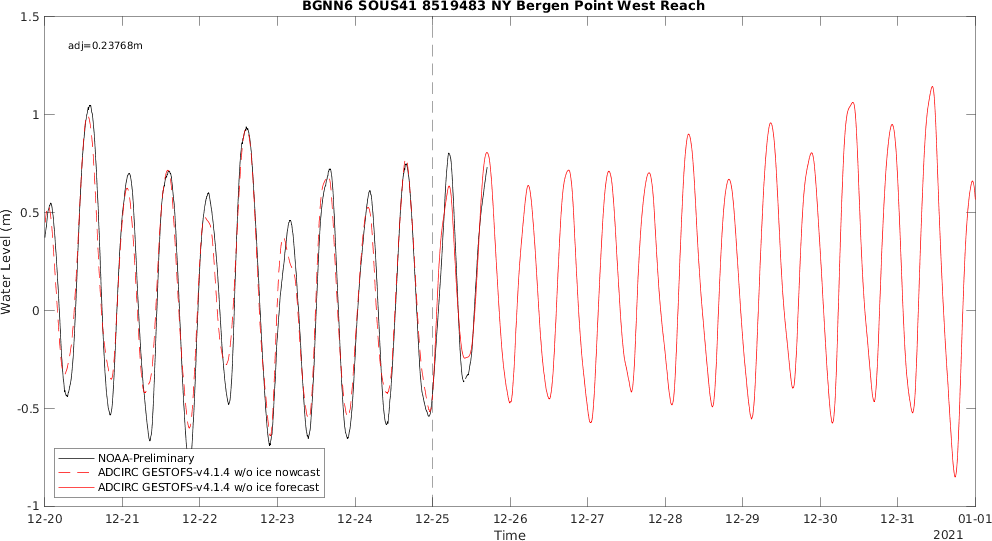 BGNN6 SOUS41 8519483 NY Bergen Point West Reach
adj=0.23768m
Water Level (m)
1.5
1
0.5
0
-0.5
-1
NOAA-Preliminary
ADCIRC GESTOFS-v4.1.4 w/o ice nowcast
ADCIRC GESTOFS-v4.1.4 w/o ice forecast
12-20 12-21 12-22 12-23 12-24 12-25 12-26 12-27 12-28 12-29 12-30 12-31 01-01
Time
2021